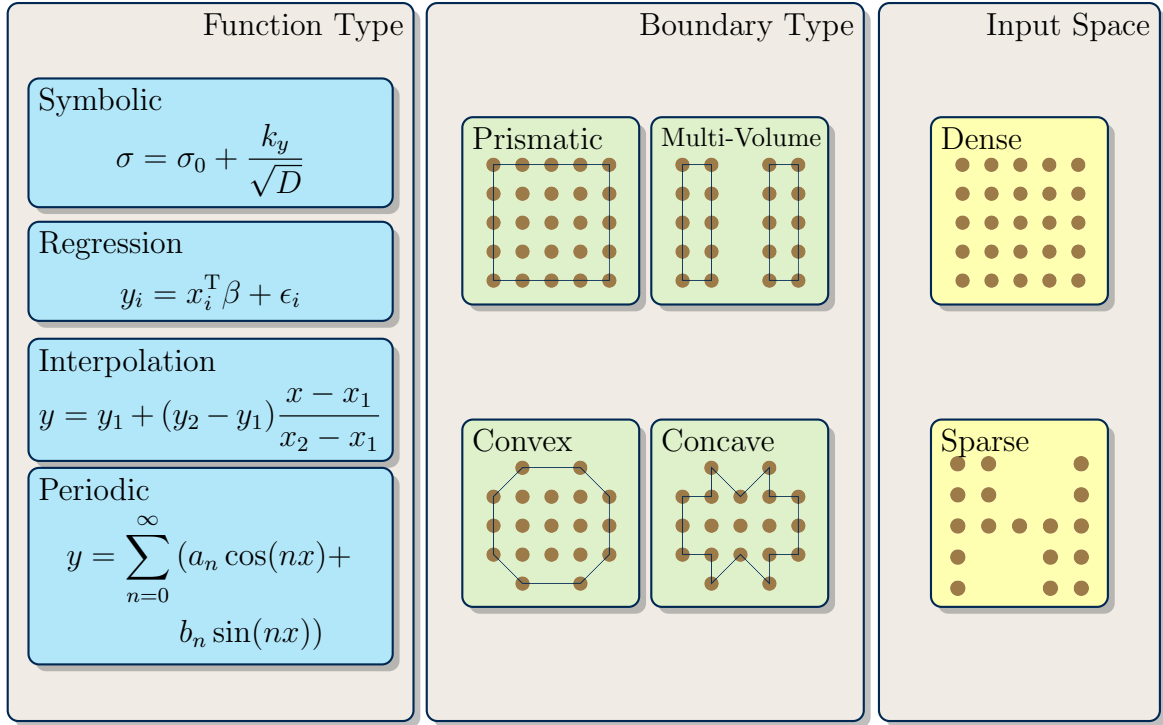 Function Type
Symbolic
σ = σ₀ + k_y / √D
Regression
y_i = x_i^T β + ϵ_i
Interpolation
y = y₁ + (y₂ − y₁) (x − x₁) / (x₂ − x₁)
Periodic
y = ∑_{n=0}^{∞} (a_n cos(nx)+
b_n sin(nx))
Boundary Type
Prismatic
Multi-Volume
Convex
Concave
Input Space
Dense
Sparse